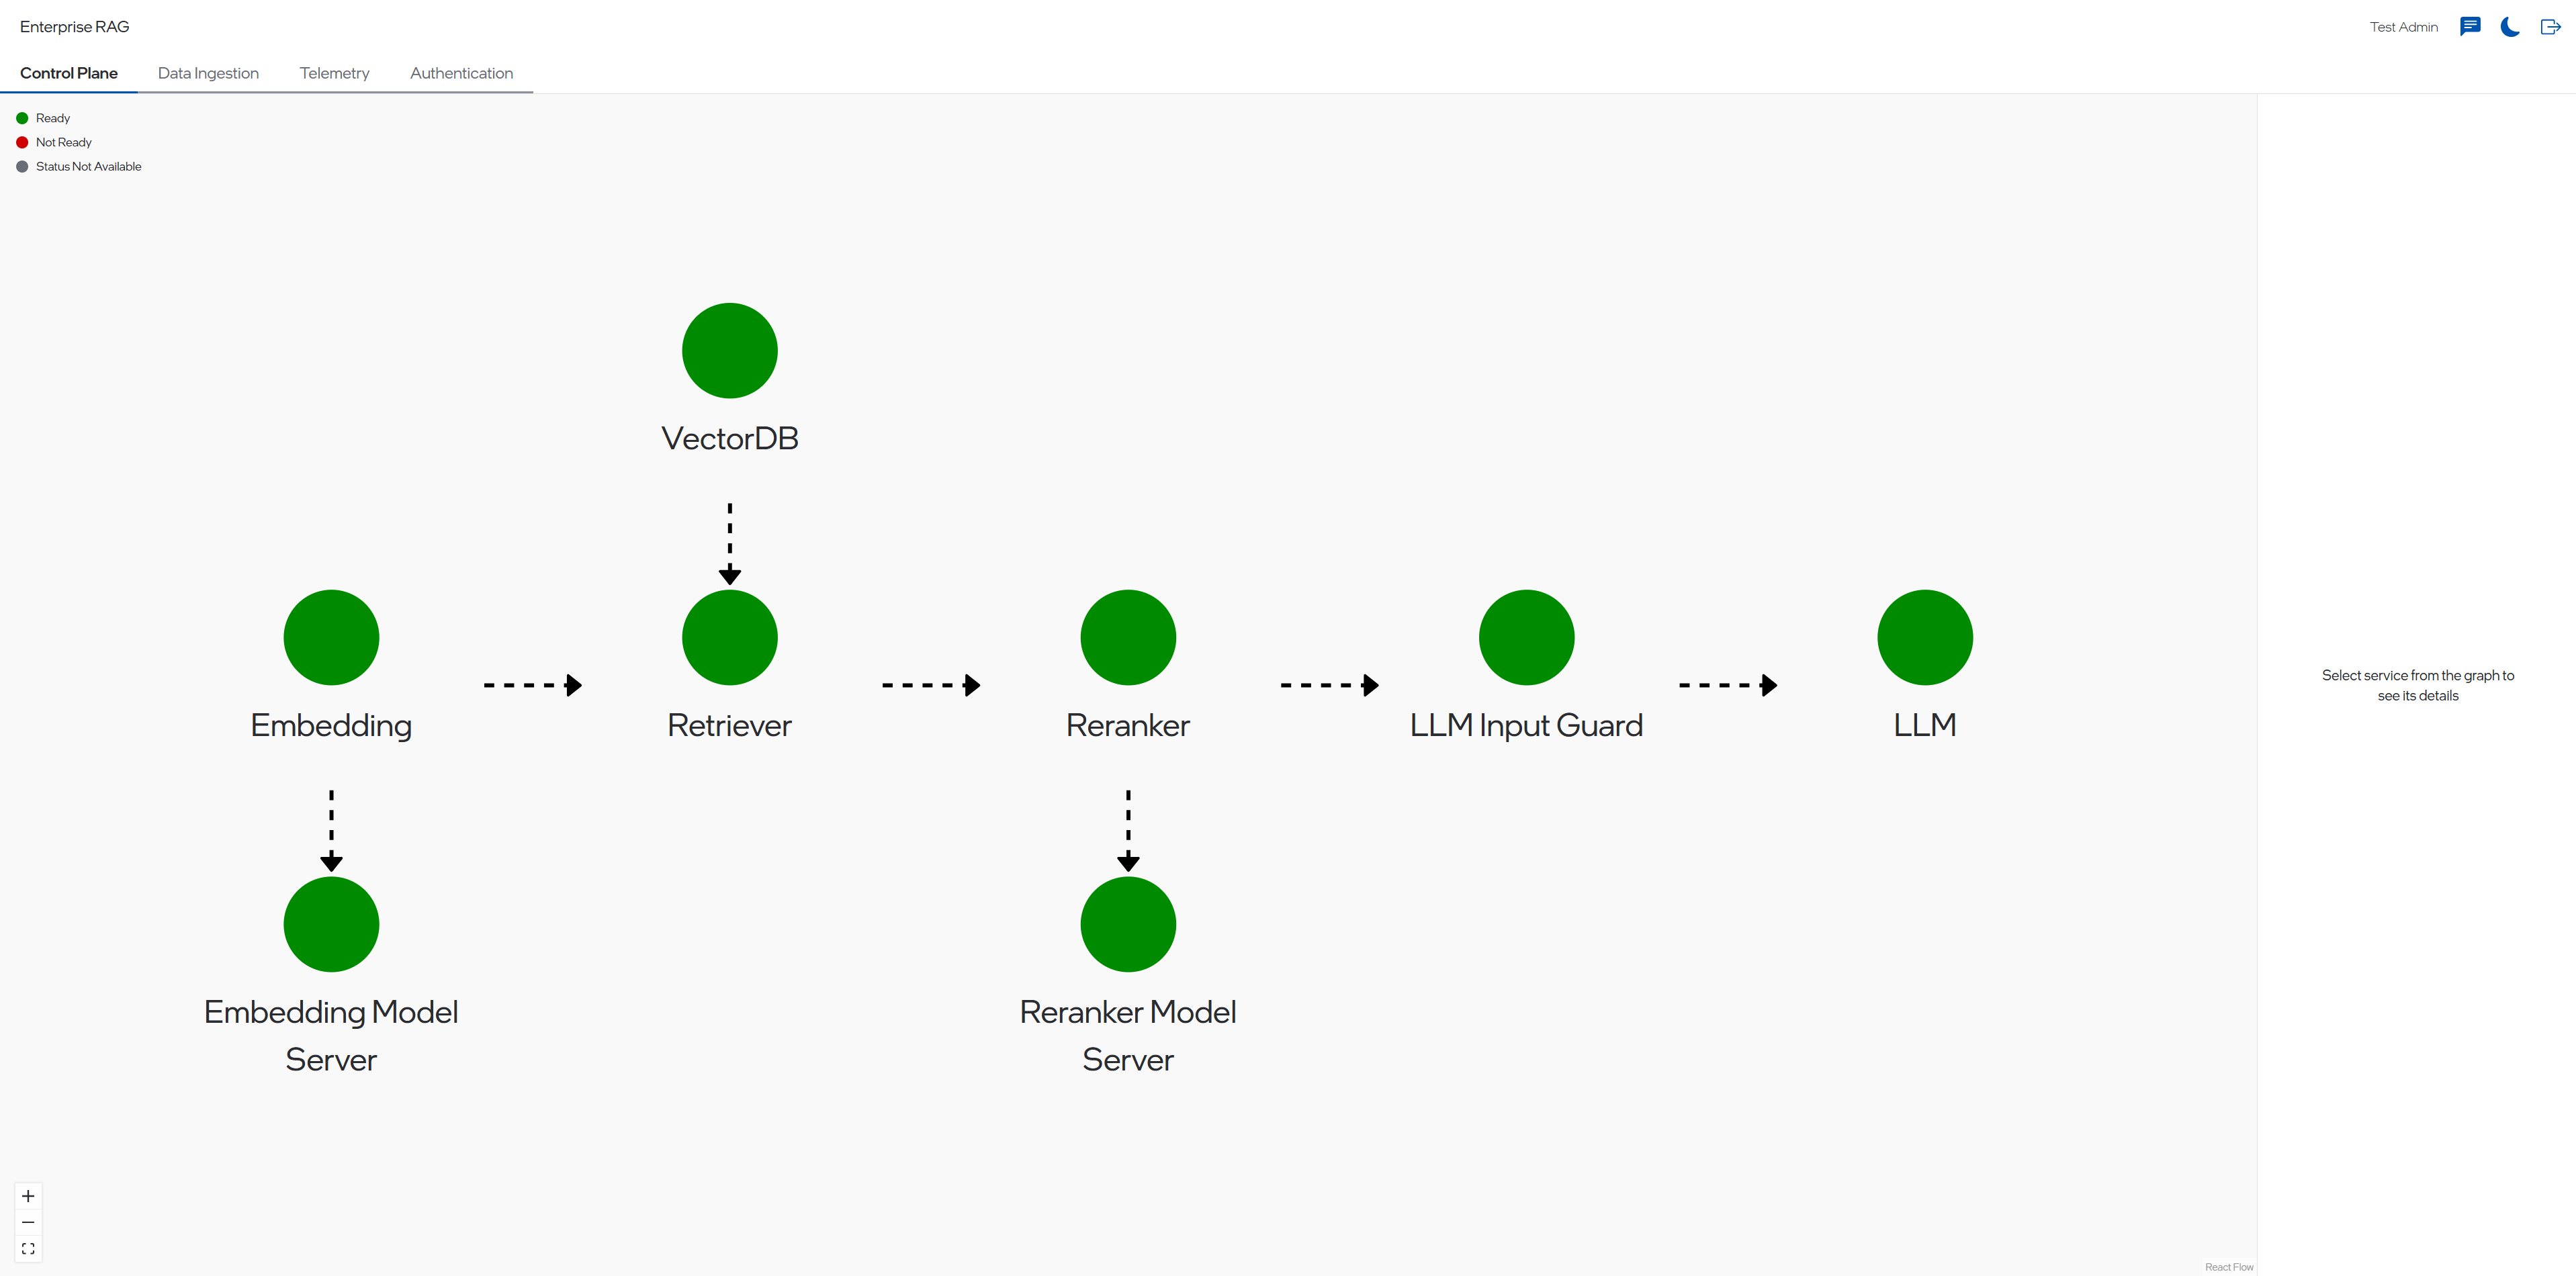 Enterprise RAG
Test Admin
Control Plane
Data Ingestion
Telemetry
Authentication
Ready
Not Ready
Status Not Available
VectorDB
Embedding
Retriever
Reranker
LLM Input Guard
LLM
Embedding Model
Server
Reranker Model
Server
Select service from the graph to
see its details
React Flow